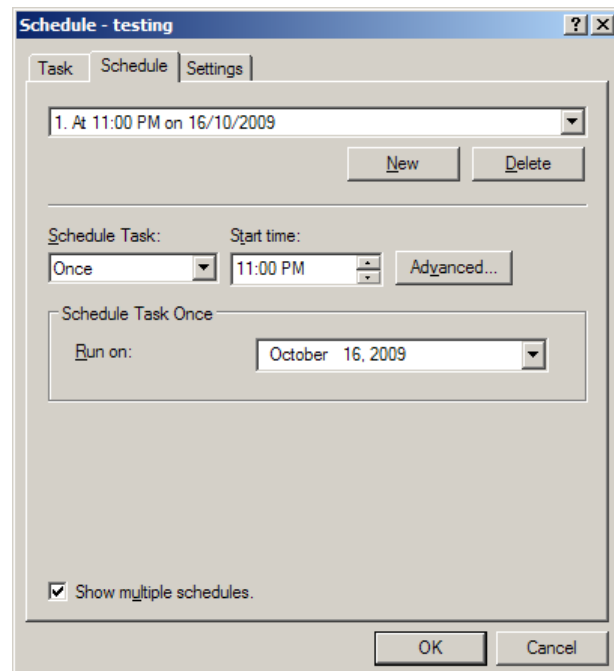 Schedule - testing
Task Schedule Settings
1. At 11:00 PM on 16/10/2009
New Delete
Schedule Task: Start time:
Once 11:00 PM Advanced...
Schedule Task Once
Run on: October 16, 2009
Show multiple schedules.
OK Cancel